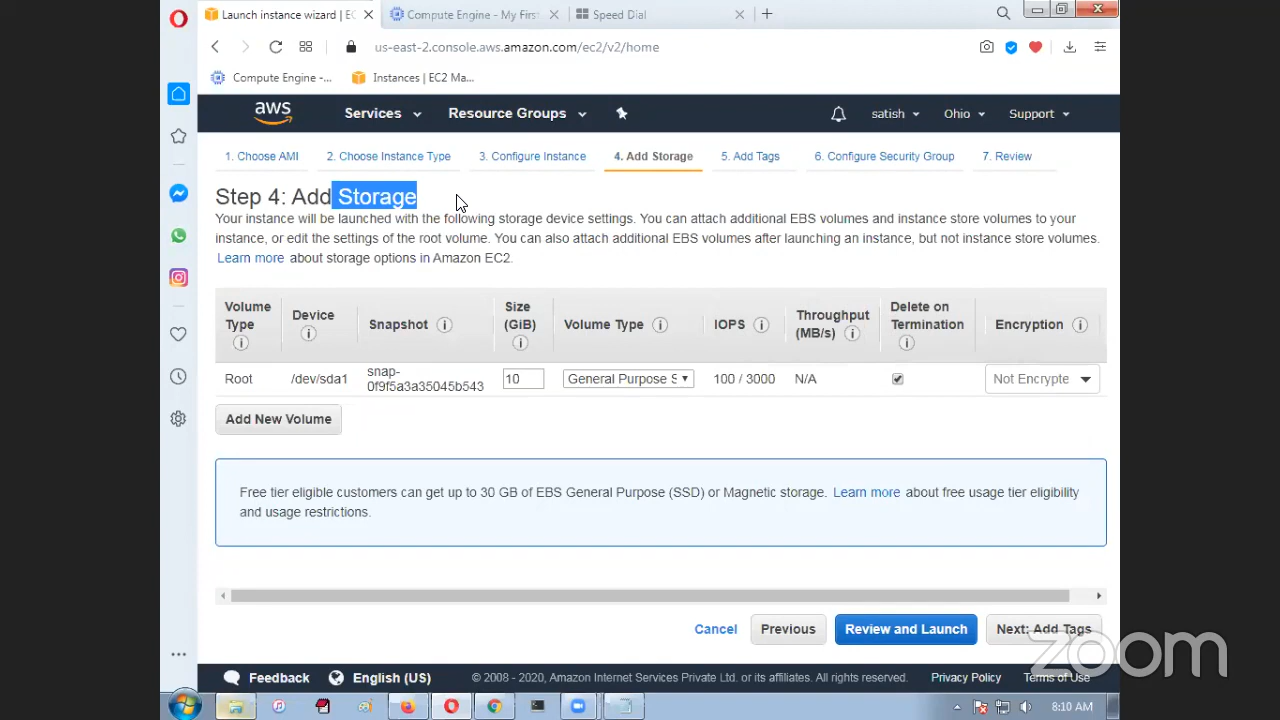 Launch instance wizard | EC
Compute Engine - My First
Speed Dial
us-east-2.console.aws.amazon.com/ec2/v2/home
Compute Engine -...
Instances | EC2 Ma...
aws
Services
Resource Groups
satish
Ohio
Support
1. Choose AMI
2. Choose Instance Type
3. Configure Instance
4. Add Storage
5. Add Tags
6. Configure Security Group
7. Review
Step 4: Add Storage
Your instance will be launched with the following storage device settings. You can attach additional EBS volumes and instance store volumes to your
instance, or edit the settings of the root volume. You can also attach additional EBS volumes after launching an instance, but not instance store volumes.
Learn more about storage options in Amazon EC2.
Volume Type
Device
Snapshot
Size (GiB)
Volume Type
IOPS
Throughput (MB/s)
Delete on Termination
Encryption
Root
/dev/sda1
snap-
0f9f5a3a35045b543
10
General Purpose S
100 / 3000
N/A
Not Encrypte
Add New Volume
Free tier eligible customers can get up to 30 GB of EBS General Purpose (SSD) or Magnetic storage. Learn more about free usage tier eligibility
and usage restrictions.
Cancel
Previous
Review and Launch
Next: Add Tags
zoom
Feedback
English (US)
© 2008 - 2020, Amazon Internet Services Private Ltd. or its affiliates. All rights reserved.
Privacy Policy
Terms of Use
8:10 AM